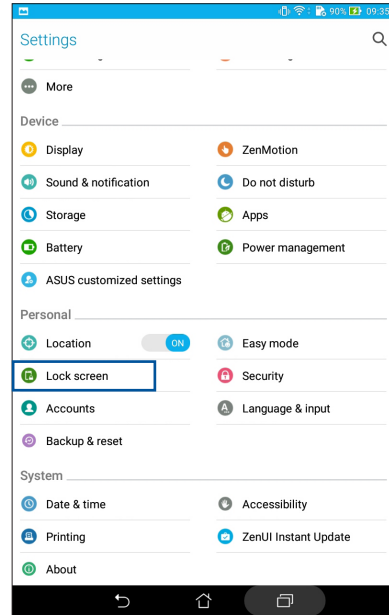 90% 09:35
Settings
More
Device
Display ZenMotion
Sound & notification Do not disturb
Storage Apps
Battery Power management
ASUS customized settings
Personal
Location ON Easy mode
Lock screen Security
Accounts A Language & input
Backup & reset
System
Date & time Accessibility
Printing ZenUI Instant Update
About